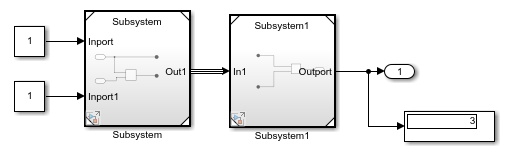 Subsystem
Subsystem1
1
Inport
Out1
In1
Outport
1
3
1
Inport1
Subsystem
Subsystem1